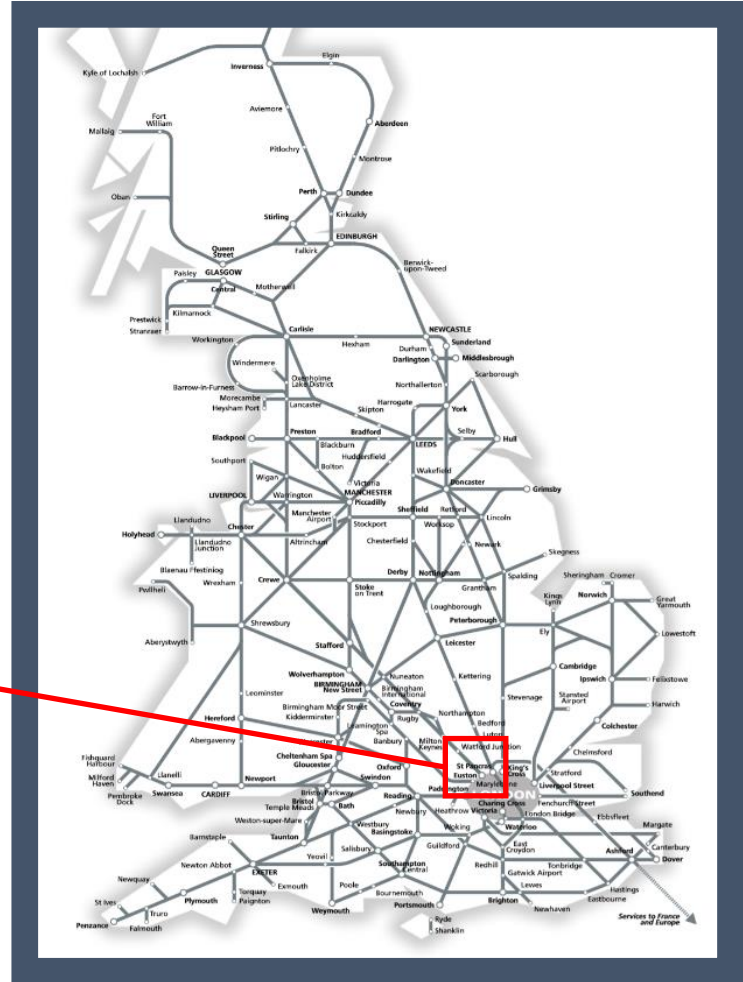 Elgin
Inverness
Kyle of Lochalsh
Aviemore
Fort
William
Mallaig
Aberdeen
Pitlochry
Montrose
Perth
Dundee
Oban
Stirling
Kirkcaldy
EDINBURGH
Queen
Street
Falkirk
Berwick-
upon-Tweed
Paisley
GLASGOW
Central
Motherwell
Prestwick
Kilmarnock
Stranraer
Carlisle
NEWCASTLE
Sunderland
Workington
Hexham
Durham
Darlington
Middlesbrough
Windermere
Scarborough
Oxenholme
Lake District
Northallerton
Barrow-in-Furness
Morecambe
Heysham Port
Lancaster
Harrogate
Skipton
York
Blackpool
Preston
Bradford
Selby
Blackburn
LEEDS
Hull
Southport
Huddersfield
Bolton
Wakefield
Wigan
Victoria
Doncaster
Grimsby
LIVERPOOL
Warrington
MANCHESTER
Piccadilly
Llandudno
Manchester
Airport
Sheffield
Retford
Lincoln
Holyhead
Chester
Stockport
Worksop
Llandudno
Junction
Altrincham
Chesterfield
Newark
Skegness
Blaenau Ffestiniog
Crewe
Derby
Nottingham
Spalding
Sheringham
Cromer
Pwllheli
Wrexham
Stoke
on Trent
Grantham
Kings
Lynn
Norwich
Great
Yarmouth
Loughborough
Shrewsbury
Peterborough
Ely
Lowestoft
Aberystwyth
Stafford
Leicester
Cambridge
Wolverhampton
Nuneaton
Kettering
Ipswich
Felixstowe
BIRMINGHAM
New Street
Birmingham
International
Stansted
Airport
Leominster
Coventry
Stevenage
Harwich
Birmingham Moor Street
Northampton
Kidderminster
Rugby
Bedford
Hereford
Leamington
Spa
Colchester
Milton
Keynes
Luton
Abergavenny
Banbury
Watford Junction
Chelmsford
Fishguard
Harbour
Cheltenham Spa
Gloucester
Oxford
St Pancras
King's
Cross
Stratford
Llanelli
Euston
Milford
Haven
Newport
Swindon
Paddington
Marylebone
Liverpool Street
Pembroke
Dock
Swansea
CARDIFF
Bristol Parkway
Reading
LONDON
Fenchurch Street
Southend
Bristol
Temple Meads
Bath
Newbury
Heathrow
Victoria
Charing Cross
London Bridge
Ebbsfleet
Weston-super-Mare
Westbury
Basingstoke
Woking
Waterloo
Margate
Barnstaple
Taunton
Salisbury
Guildford
East
Croydon
Ashford
Canterbury
Dover
Newton Abbot
EXETER
Yeovil
Southampton
Central
Redhill
Tonbridge
Gatwick Airport
Newquay
Exmouth
Poole
Bournemouth
Lewes
Hastings
Eastbourne
St Ives
Plymouth
Torquay
Paignton
Weymouth
Portsmouth
Brighton
Newhaven
Truro
Penzance
Falmouth
Ryde
Shanklin
Services to France
and Europe